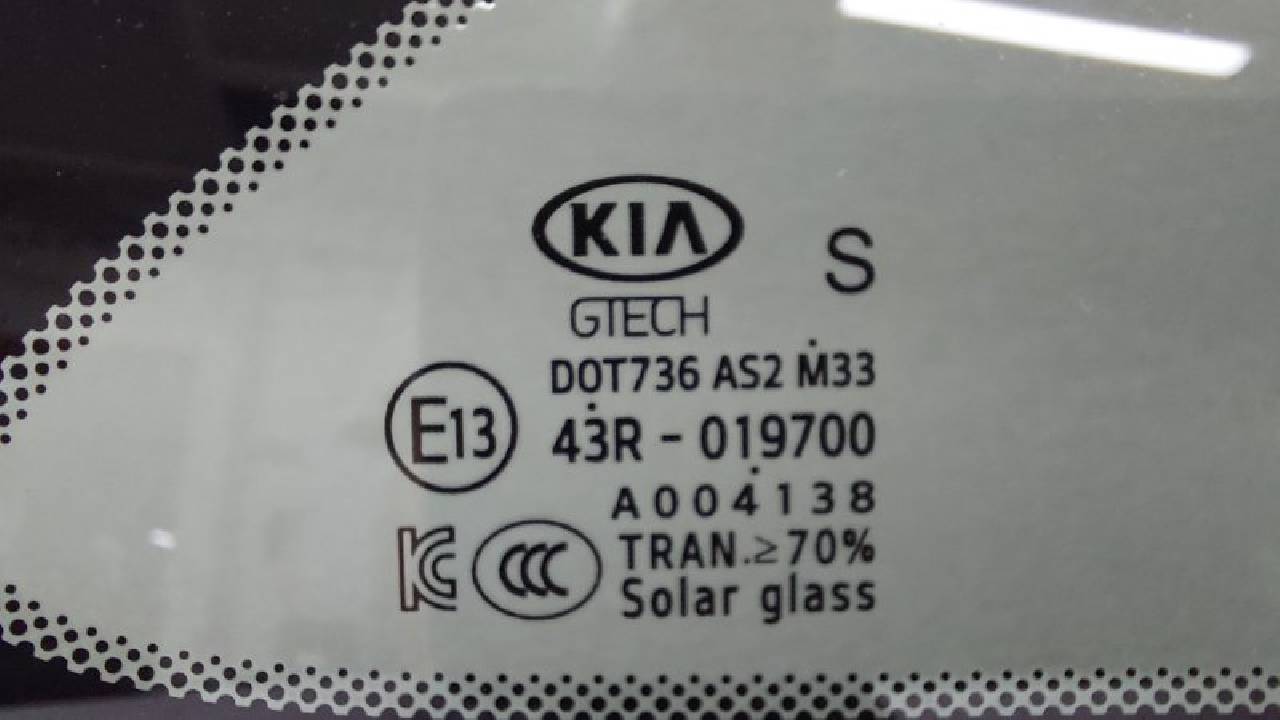 KIA
S
GTECH
DOT736 AS2 M33
E13
43R - 019700
A004138
KC
CCC
TRAN.≥70%
Solar glass